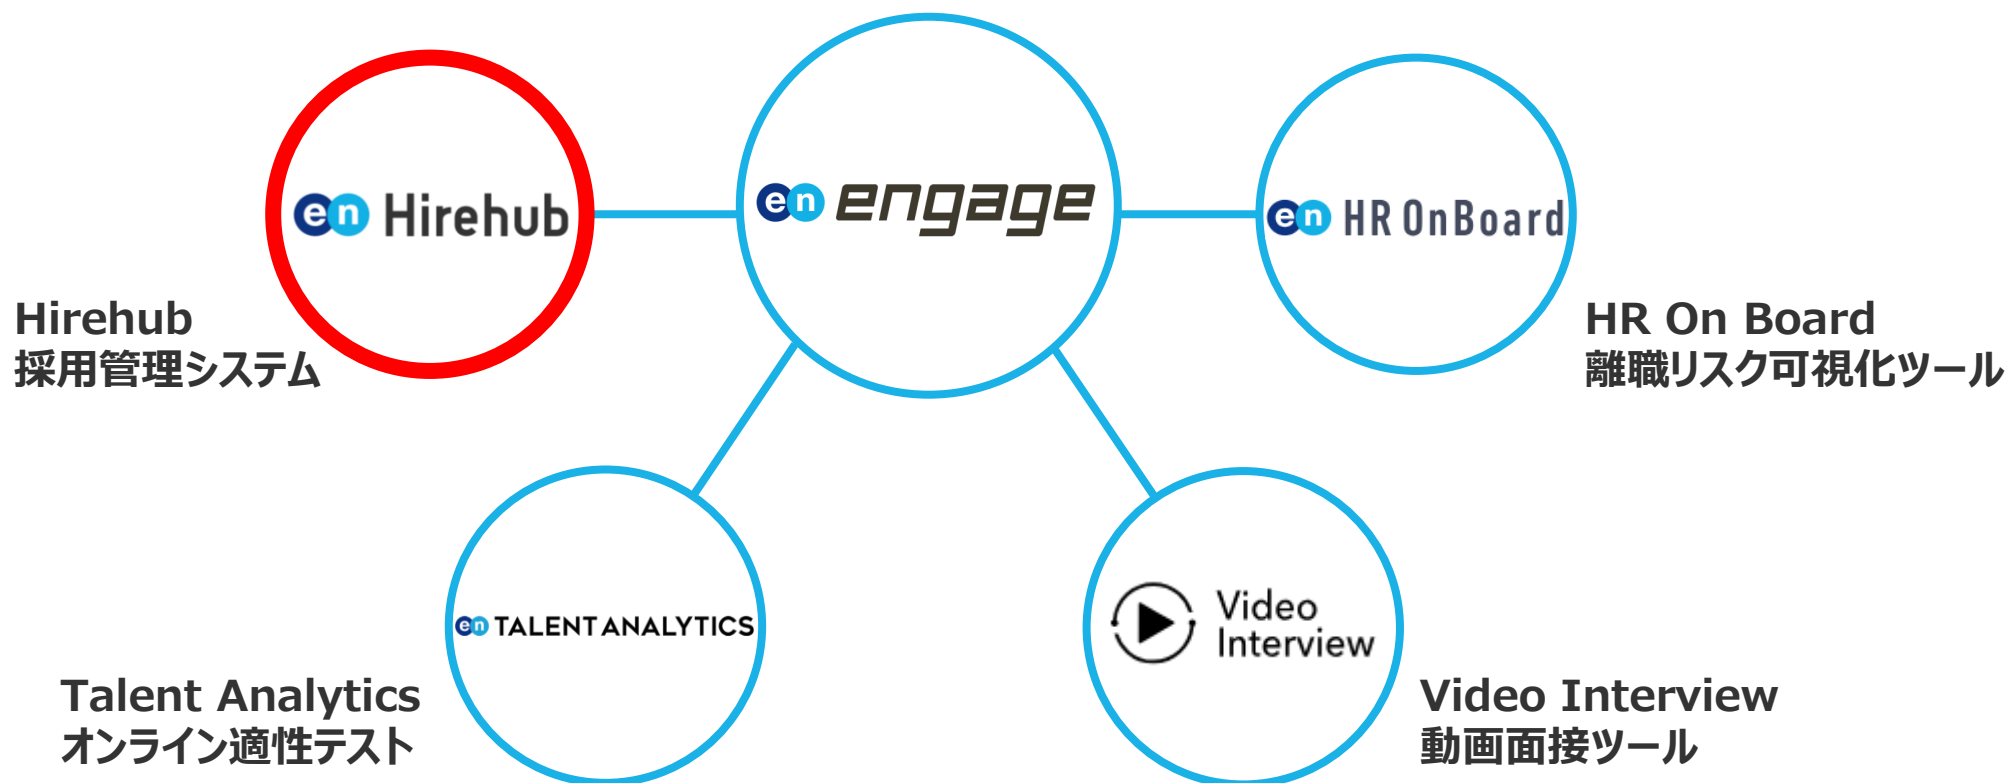 en Hirehub
en engage
en HR OnBoard
Hirehub
採用管理システム
HR On Board
離職リスク可視化ツール
en TALENT ANALYTICS
Video
Interview
Talent Analytics
オンライン適性テスト
Video Interview
動画面接ツール